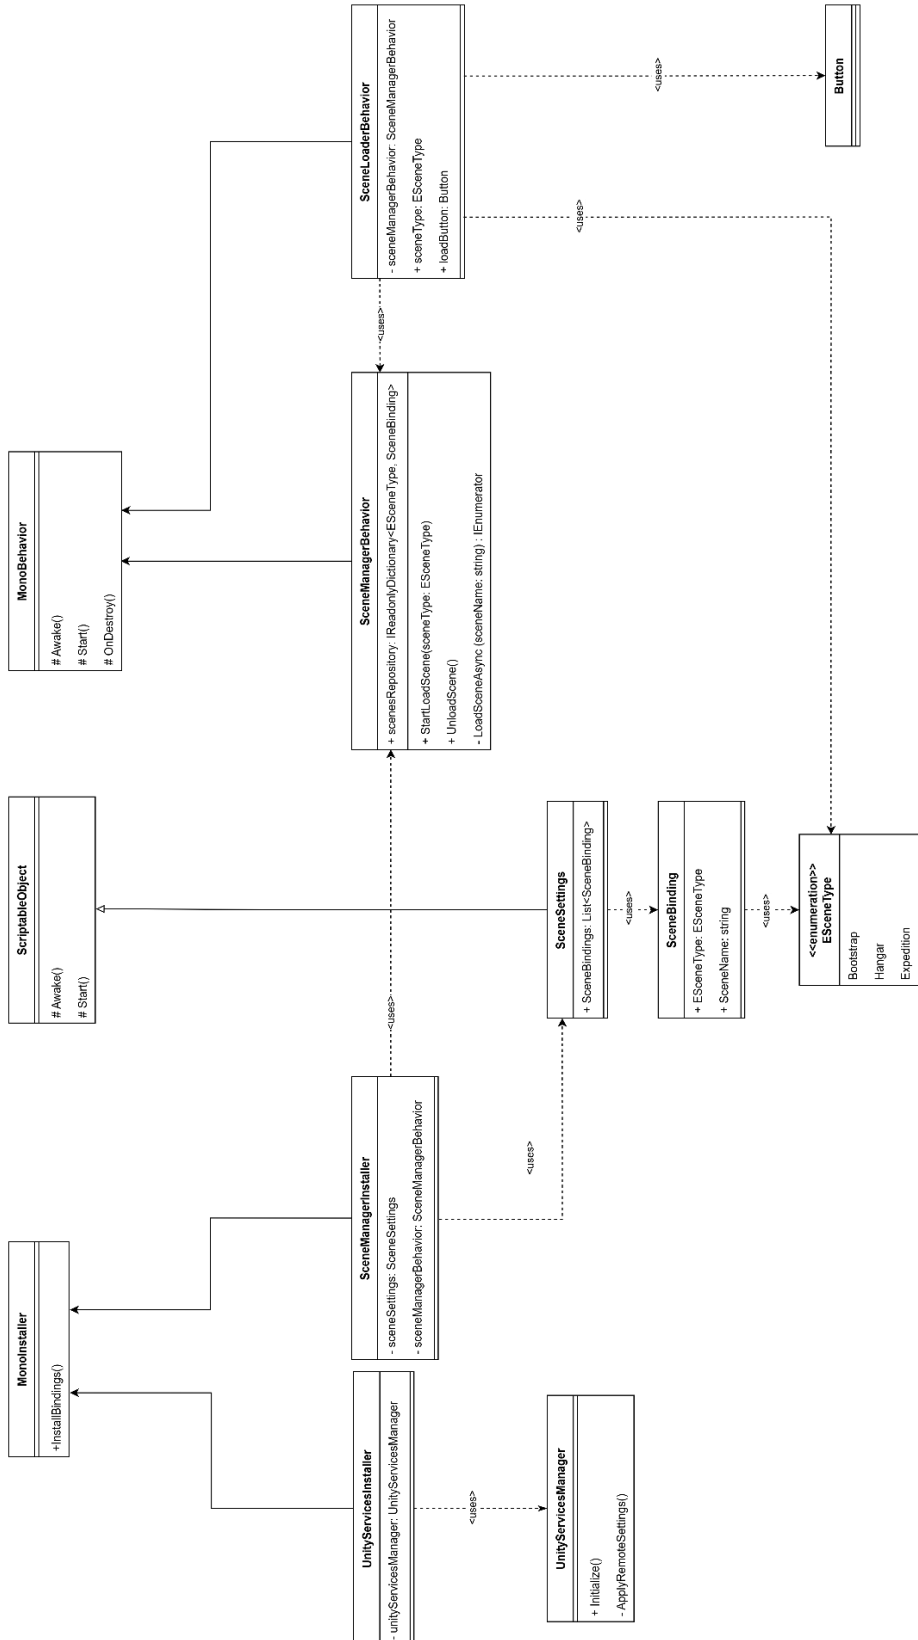 MonoInstaller
+InstallBindings()
ScriptableObject
# Awake()
# Start()
MonoBehavior
# Awake()
# Start()
# OnDestroy()
UnityServicesInstaller
- unityServicesManager: UnityServicesManager
SceneManagerInstaller
- sceneSettings: SceneSettings
- sceneManagerBehavior: SceneManagerBehavior
<uses>
SceneManagerBehavior
+ scenesRepository: IReadonlyDictionary<ESceneType, SceneBinding>
+ StartLoadScene(sceneType: ESceneType)
+ UnloadScene()
- LoadSceneAsync (sceneName: string) : IEnumerator
<uses>
SceneLoaderBehavior
- sceneManagerBehavior: SceneManagerBehavior
+ sceneType: ESceneType
+ loadButton: Button
<uses>
<uses>
<uses>
<uses>
UnityServicesManager
+ Initialize()
- ApplyRemoteSettings()
SceneSettings
+ SceneBindings: List<SceneBinding>
<uses>
SceneBinding
+ ESceneType: ESceneType
+ SceneName: string
<uses>
<<enumeration>>
ESceneType
Bootstrap
Hangar
Expedition
Button